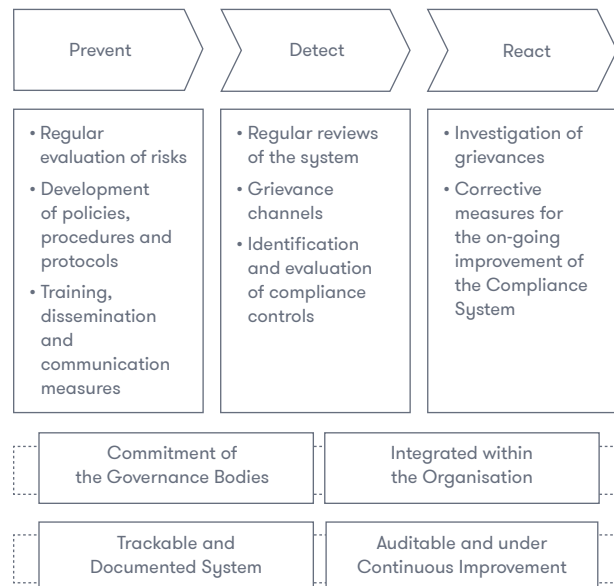 Prevent
Detect
React
• Regular
evaluation of risks
• Development
of policies,
procedures and
protocols
• Training,
dissemination
and
communication
measures
• Regular reviews
of the system
• Grievance
channels
• Identification
and evaluation
of compliance
controls
• Investigation of
grievances
• Corrective
measures for
the on-going
improvement of
the Compliance
System
Commitment of
the Governance Bodies
Integrated within
the Organisation
Trackable and
Documented System
Auditable and under
Continuous Improvement